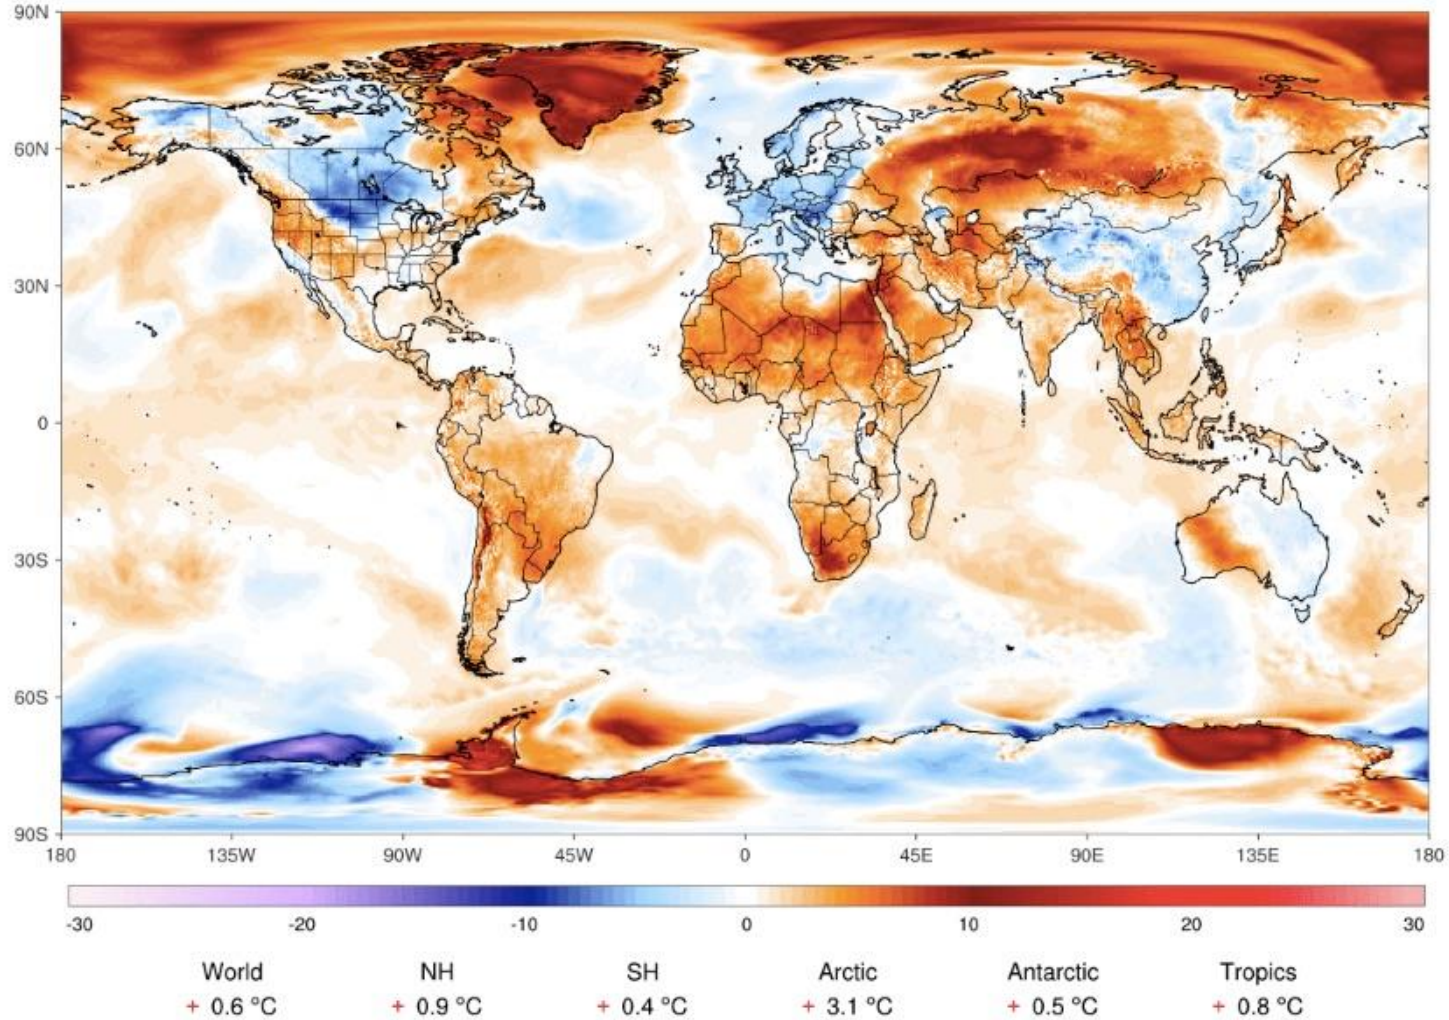 90N
60N
30N
0
30S
60S
90S
180 135W 90W 45W 0 45E 90E 135E 180
-30 -20 -10 0 10 20 30
World NH SH Arctic Antarctic Tropics
+ 0.6 °C + 0.9 °C + 0.4 °C + 3.1 °C + 0.5 °C + 0.8 °C